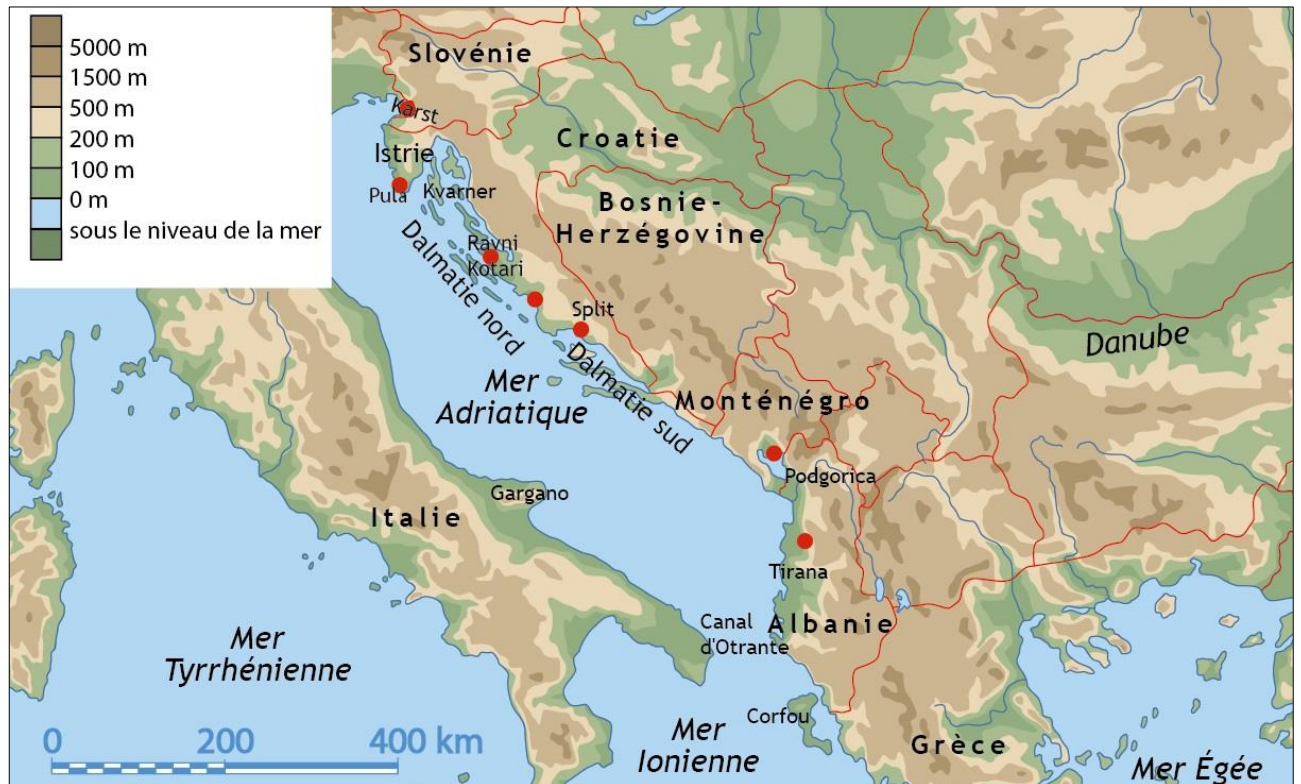 5000 m
1500 m
500 m
200 m
100 m
0 m
sous le niveau de la mer
Slovénie
Karst
Croatie
Istrie
Pula
Kvarner
Bosnie-
Herzégovine
Ravni
Kotari
Dalmatie nord
Split
Dalmatie sud
Danube
Mer
Adriatique
Monténégro
Podgorica
Gargano
Italie
Tirana
Canal
d'Otrante
Albanie
Mer
Tyrrhénienne
Corfou
Mer
Ionienne
Grèce
Mer Égée
0 200 400 km